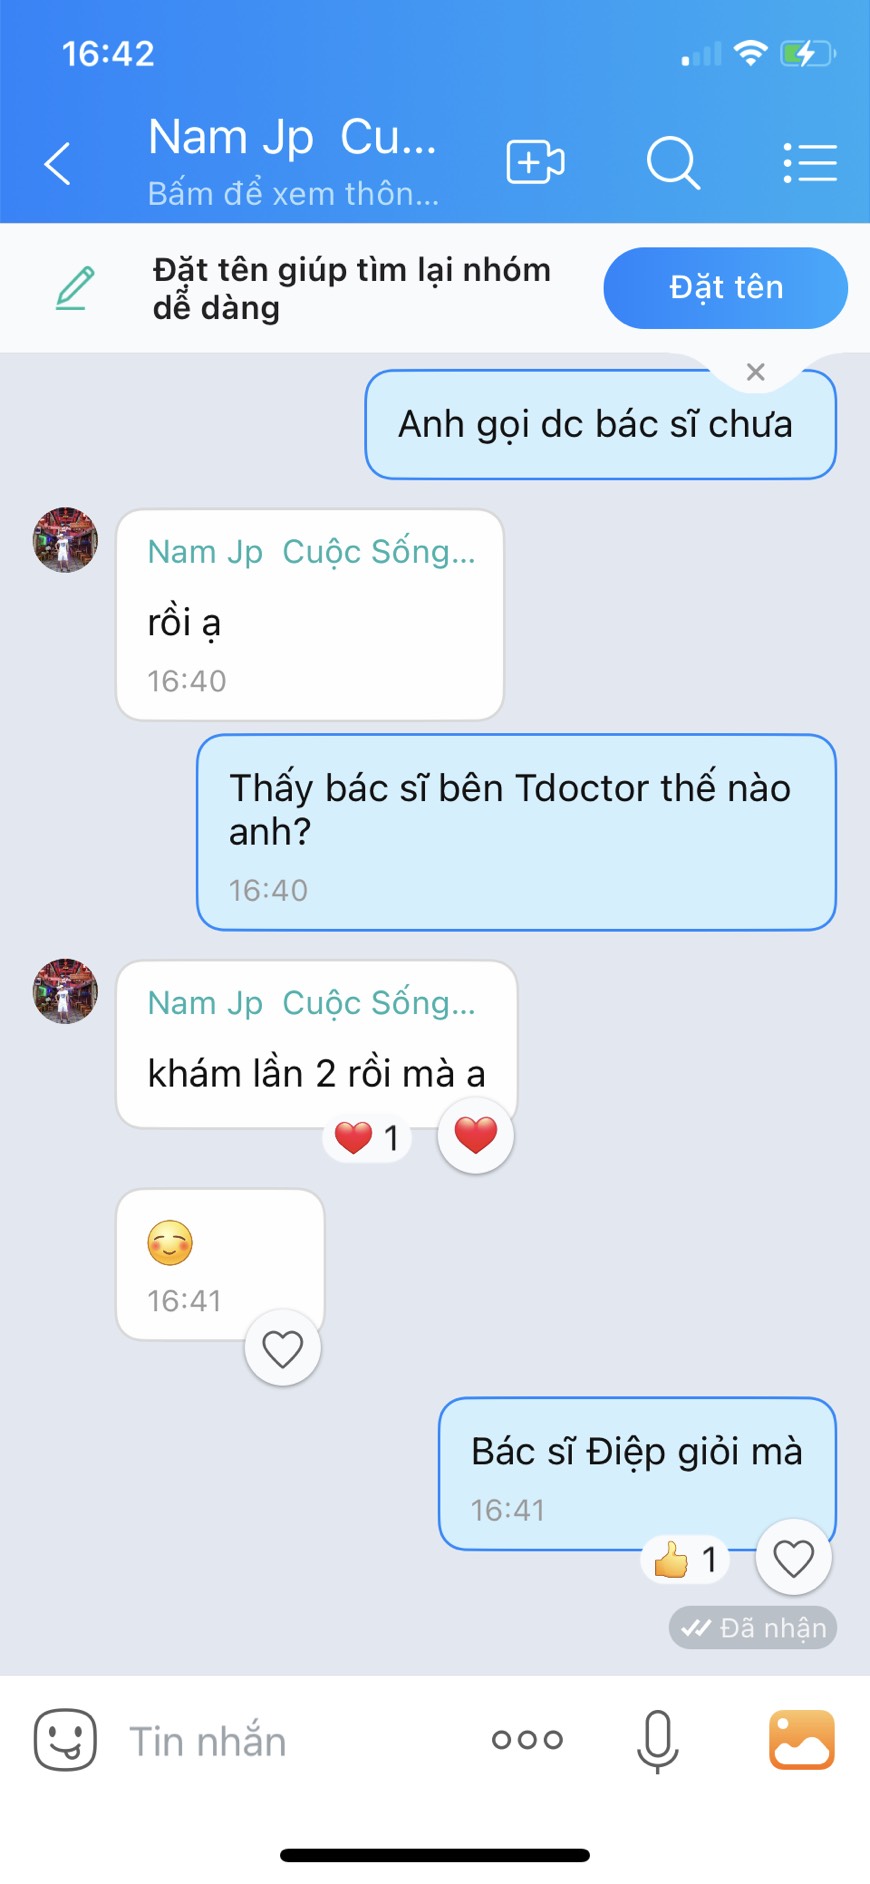 16:42
Nam Jp Cu...
Bấm để xem thôn...
Đặt tên giúp tìm lại nhóm
dễ dàng
Đặt tên
Anh gọi dc bác sĩ chưa
Nam Jp Cuộc Sống...
rồi ạ
16:40
Thấy bác sĩ bên Tdoctor thế nào
anh?
16:40
Nam Jp Cuộc Sống...
khám lần 2 rồi mà a
1
16:41
Bác sĩ Điệp giỏi mà
16:41
1
Đã nhận
Tin nhắn